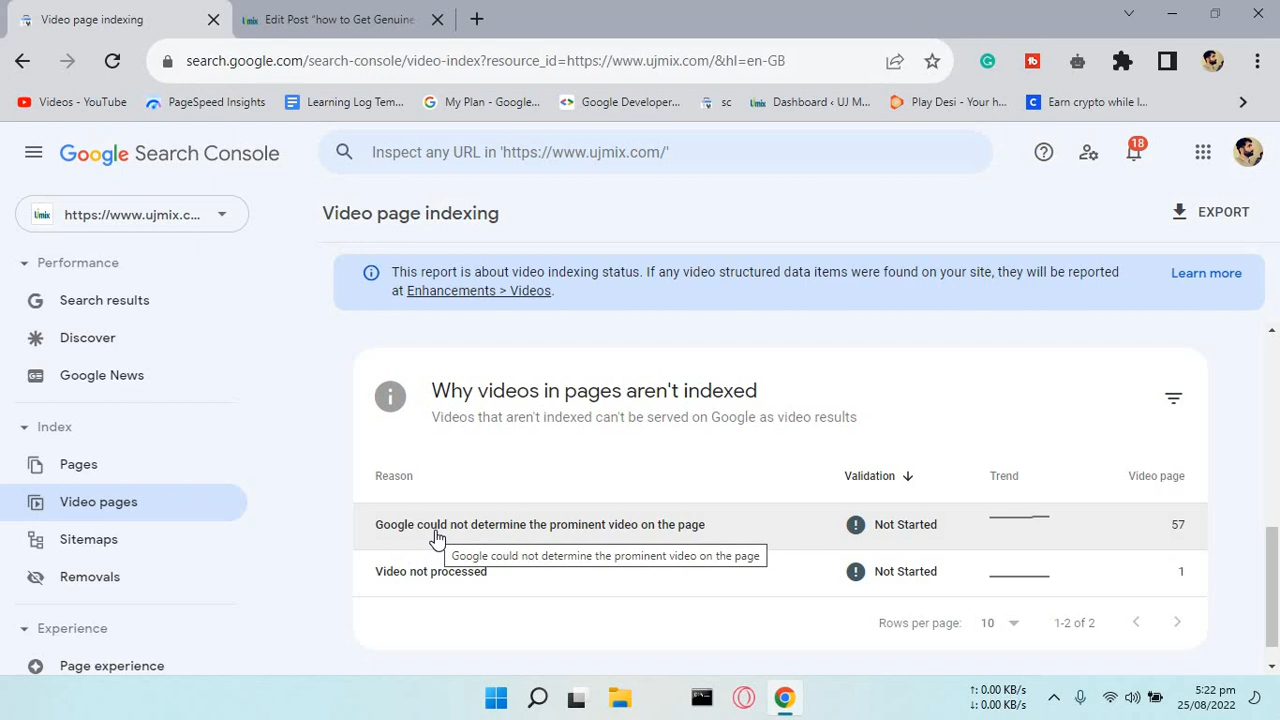 Video page indexing
Edit Post "how to Get Genuine
search.google.com/search-console/video-index?resource_id=https://www.ujmix.com/&hl=en-GB
Videos - YouTube
PageSpeed Insights
Learning Log Temp...
My Plan - Google...
Google Developer...
sc
Dashboard ‹ UJ M...
Play Desi - Your h...
Earn crypto while l...
Google Search Console
Inspect any URL in 'https://www.ujmix.com/'
18
Umix
https://www.ujmix.c...
Video page indexing
EXPORT
Performance
Search results
Discover
Google News
Index
Pages
Video pages
Sitemaps
Removals
Experience
Page experience
This report is about video indexing status. If any video structured data items were found on your site, they will be reported
at Enhancements > Videos.
Learn more
Why videos in pages aren't indexed
Videos that aren't indexed can't be served on Google as video results
Reason
Validation
Trend
Video page
Google could not determine the prominent video on the page
Not Started
57
Google could not determine the prominent video on the page
Video not processed
Not Started
1
Rows per page:
10
1-2 of 2
↑: 0.00 KB/s
↓: 0.00 KB/s
5:22 pm
25/08/2022